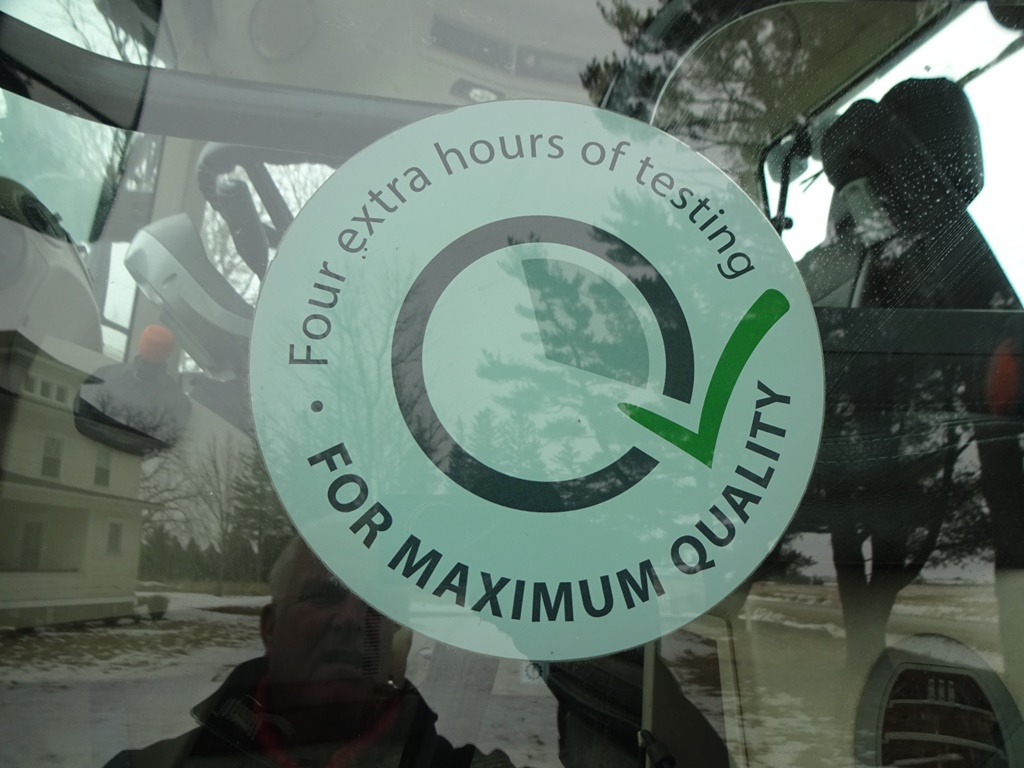 Four extra hours of testing
• FOR MAXIMUM QUALITY